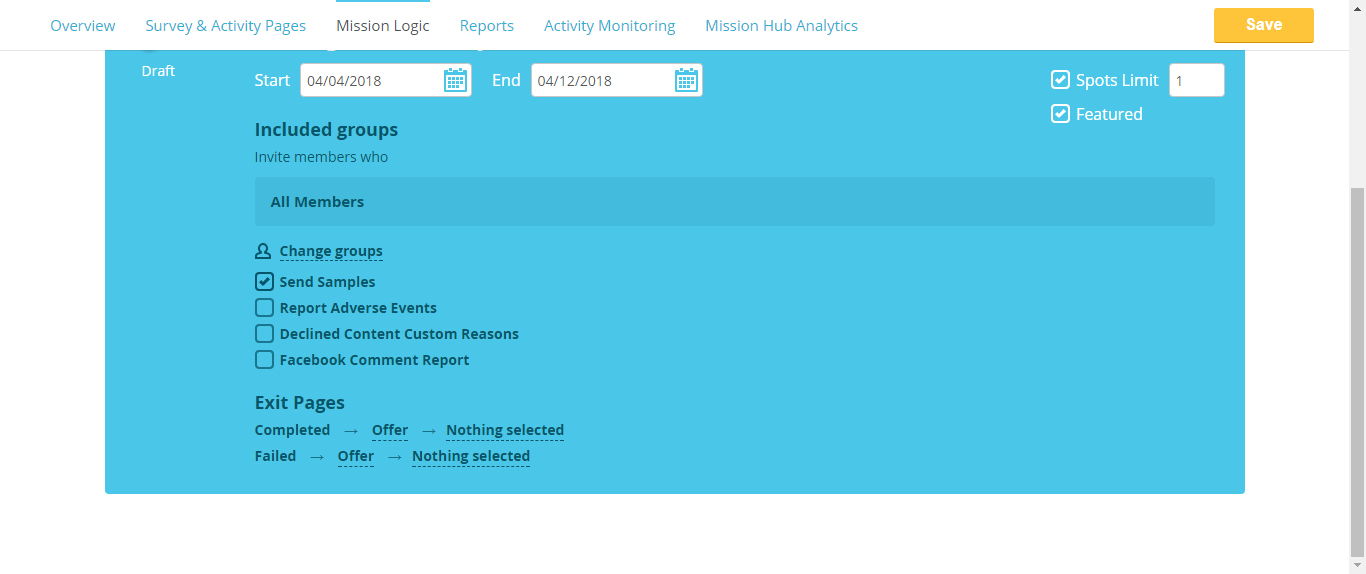 Overview Survey & Activity Pages Mission Logic Reports Activity Monitoring Mission Hub Analytics Save
Draft
Start 04/04/2018 End 04/12/2018 Spots Limit 1
Featured
Included groups
Invite members who
All Members
Change groups
Send Samples
Report Adverse Events
Declined Content Custom Reasons
Facebook Comment Report
Exit Pages
Completed → Offer → Nothing selected
Failed → Offer → Nothing selected